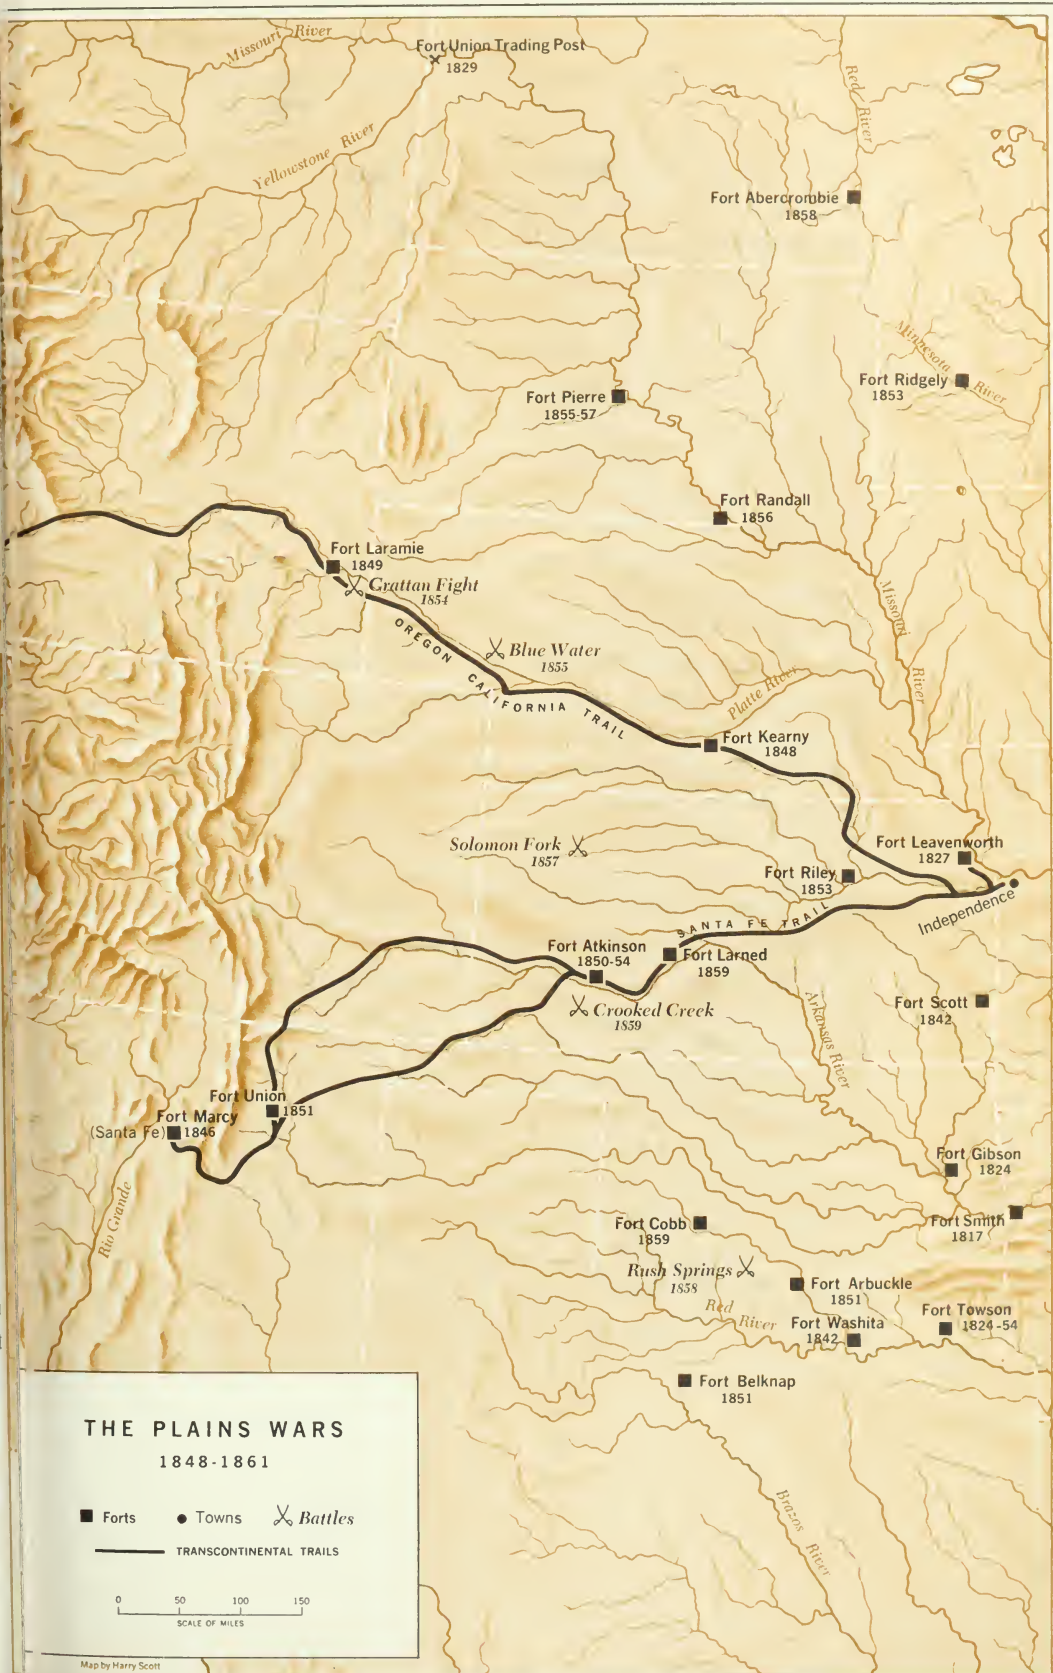 Missouri River
Fort Union Trading Post
1829
Red River
Yellowstone River
Fort Abercrombie
1858
Minnesota River
Fort Ridgely
1853
Fort Pierre
1855-57
Fort Randall
1856
Fort Laramie
1849
Grattan Fight
1854
OREGON CALIFORNIA TRAIL
Blue Water
1855
Missouri River
Platte River
Fort Kearny
1848
Solomon Fork
1857
Fort Leavenworth
1827
Fort Riley
1853
Independence
SANTA FE TRAIL
Fort Atkinson
1850-54
Fort Larned
1859
Crooked Creek
1859
Arkansas River
Fort Scott
1842
Fort Union
1851
Fort Marcy
(Santa Fe) 1846
Rio Grande
Fort Gibson
1824
Fort Smith
1817
Fort Cobb
1859
Rush Springs
1858
Fort Arbuckle
1851
Red River
Fort Washita
1842
Fort Towson
1824-54
Fort Belknap
1851
Brazos River
THE PLAINS WARS
1848-1861
Forts Towns Battles
TRANSCONTINENTAL TRAILS
0 50 100 150
SCALE OF MILES
Map by Harry Scott